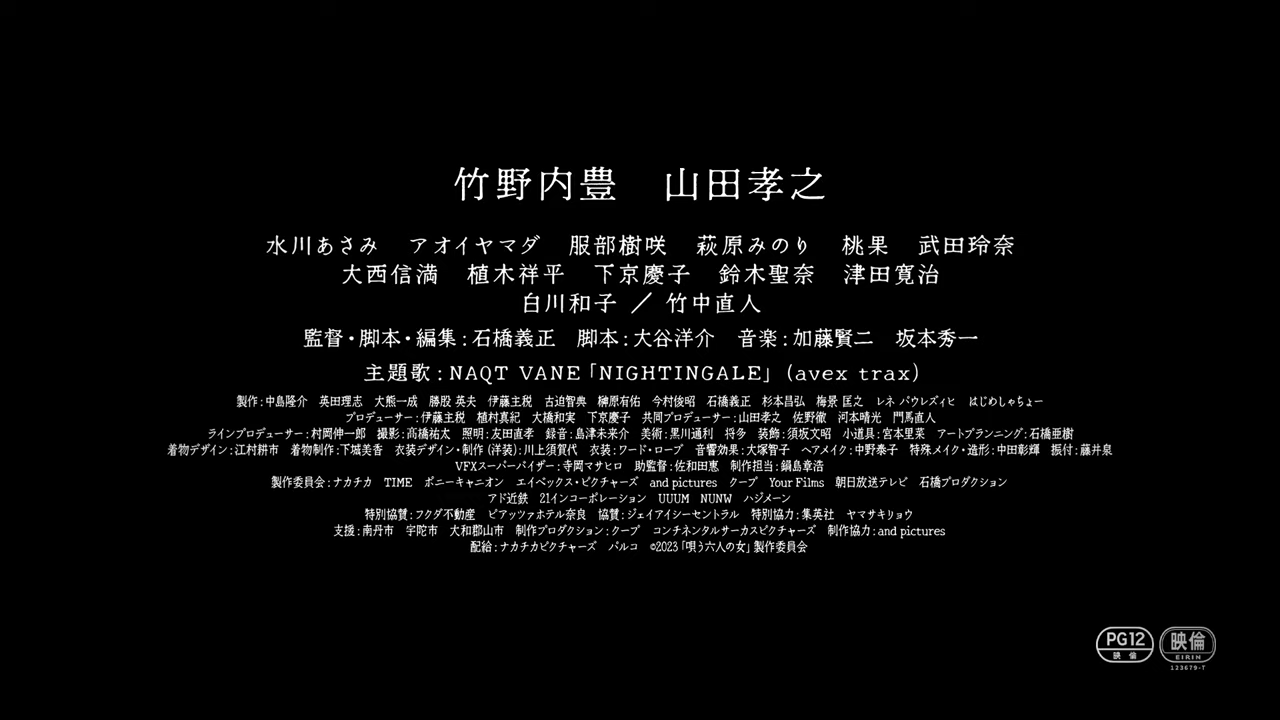 竹野内豊　山田孝之
水川あさみ　アオイヤマダ　服部樹咲　萩原みのり　桃果　武田玲奈
大西信満　植木祥平　下京慶子　鈴木聖奈　津田寛治
白川和子 ／ 竹中直人
監督・脚本・編集：石橋義正　脚本：大谷洋介　音楽：加藤賢二　坂本秀一
主題歌：NAQT VANE「NIGHTINGALE」(avex trax)
製作：中島隆介　英田理志　大熊一成　勝股 英夫　伊藤主税　古迫智典　榊原有佑　今村俊昭　石橋義正　杉本昌弘　梅景 匡之　レネ パウレズィヒ　はじめしゃちょー
プロデューサー：伊藤主税　植村真紀　大橋和実　下京慶子　共同プロデューサー：山田孝之　佐野徹　河本晴光　門馬直人
ラインプロデューサー：村岡伸一郎　撮影：高橋祐太　照明：友田直孝　録音：島津未来介　美術：黒川通利　将多　装飾：須坂文昭　小道具：宮本里菜　アートプランニング：石橋亜樹
着物デザイン：江村耕市　着物制作：下城美香　衣装デザイン・制作（洋装）：川上須賀代　衣装：ワード・ローブ　音響効果：大塚智子　ヘアメイク：中野泰子　特殊メイク・造形：中田彰輝　振付：藤井泉
VFXスーパーバイザー：寺岡マサヒロ　助監督：佐和田恵　制作担当：鍋島章浩
製作委員会：ナカチカ　TIME　ポニーキャニオン　エイベックス・ピクチャーズ　and pictures　クープ　Your Films　朝日放送テレビ　石橋プロダクション
アド近鉄　21インコーポレーション　UUUM　NUNW　ハジメーン
特別協賛：フクダ不動産　ピアッツァホテル奈良　協賛：ジェイアイシーセントラル　特別協力：集英社　ヤマサキリョウ
支援：南丹市　宇陀市　大和郡山市　制作プロダクション：クープ　コンチネンタルサーカスピクチャーズ　制作協力：and pictures
配給：ナカチカピクチャーズ　パルコ　©2023「唄う六人の女」製作委員会
PG12
映倫
映倫
EIRIN
123679-T